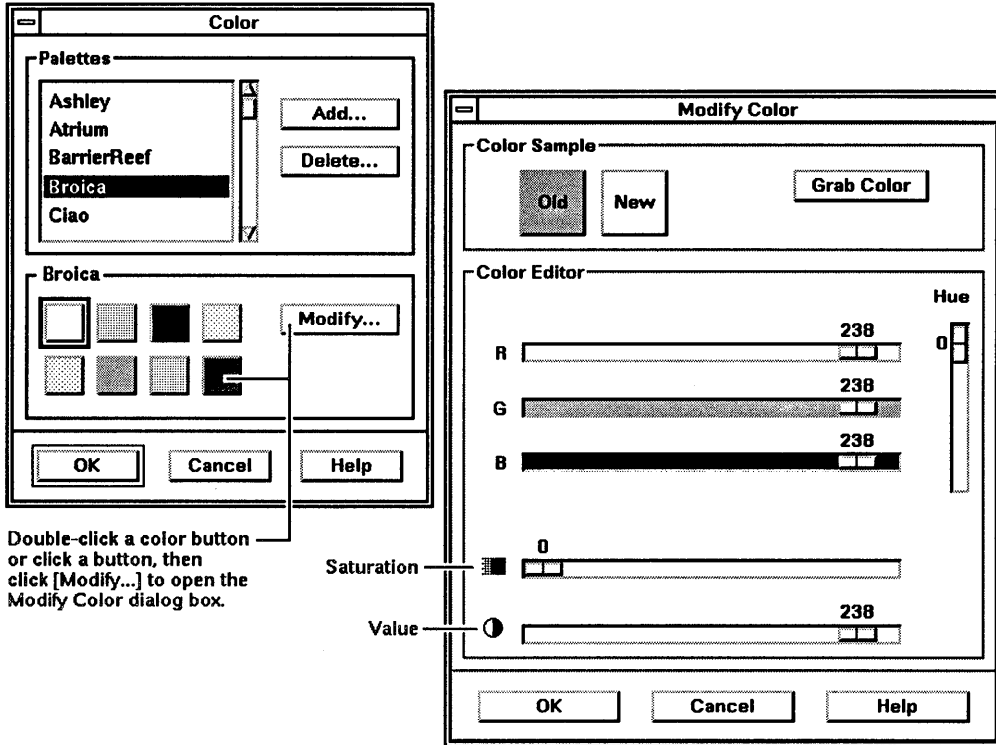 Color
Palettes
Ashley
Atrium
BarrierReef
Broica
Ciao
Add...
Delete...
Broica
Modify...
OK
Cancel
Help
Double-click a color button
or click a button, then
click [Modify...] to open the
Modify Color dialog box.
Modify Color
Color Sample
Old
New
Grab Color
Color Editor
Hue
0
R
238
G
238
B
238
Saturation
0
Value
238
OK
Cancel
Help